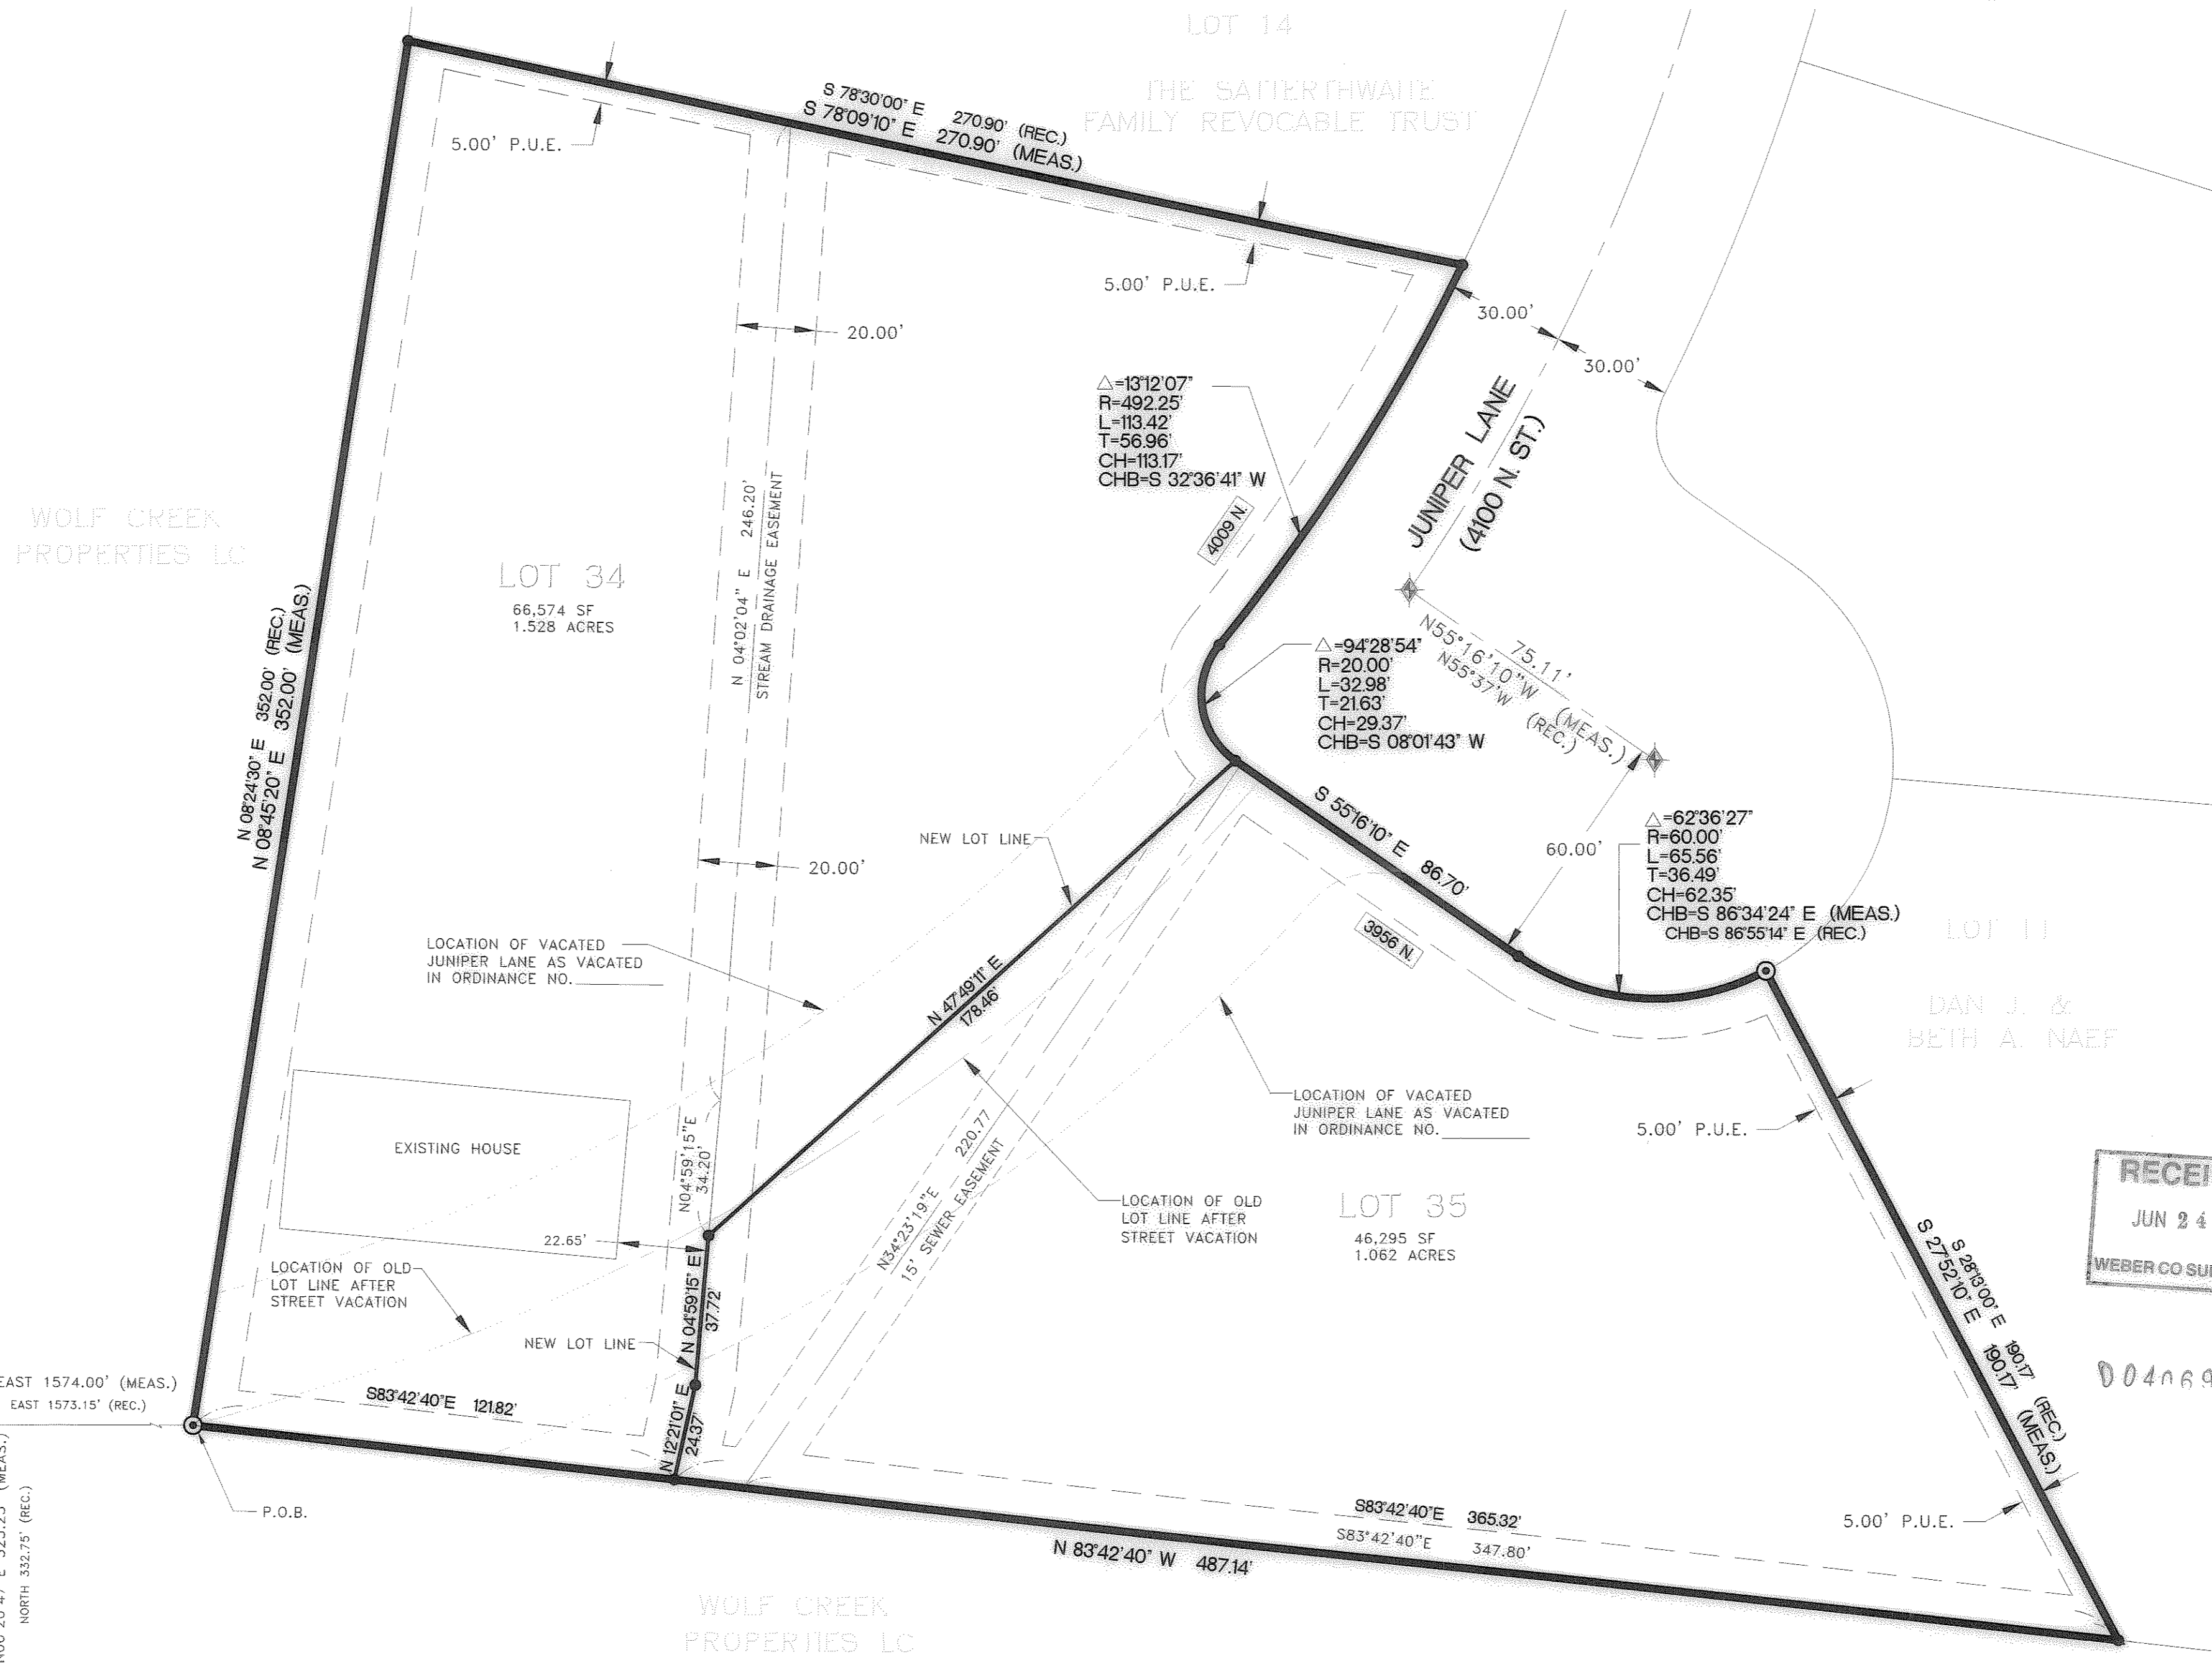 LOT 14
THE SATTERTHWAITE
FAMILY REVOCABLE TRUST
S 78°30'00" E 270.90' (REC.)
S 78°09'10" E 270.90' (MEAS.)
5.00' P.U.E.
5.00' P.U.E.
20.00'
30.00'
30.00'
△=13°12'07"
R=492.25'
L=113.42'
T=56.96'
CH=113.17'
CHB=S 32°36'41" W
JUNIPER LANE
(4100 N. ST.)
4009 N.
WOLF CREEK
PROPERTIES LC
LOT 34
66,574 SF
1.528 ACRES
N 04°02'04" E 246.20'
STREAM DRAINAGE EASEMENT
N 08°24'30" E 352.00' (REC.)
N 08°45'20" E 352.00' (MEAS.)
△=94°28'54"
R=20.00'
L=32.98'
T=21.63'
CH=29.37'
CHB=S 08°01'43" W
75.11'
N55°16'10"W (MEAS.)
N55°37'W (REC.)
S 55°16'10" E 86.70'
60.00'
△=62°36'27"
R=60.00'
L=65.56'
T=36.49'
CH=62.35'
CHB=S 86°34'24" E (MEAS.)
CHB=S 86°55'14" E (REC.)
NEW LOT LINE
20.00'
3956 N.
LOT 11
DAN J. &
BETH A. NAEF
LOCATION OF VACATED
JUNIPER LANE AS VACATED
IN ORDINANCE NO.
N 47°49'11" E
178.46'
LOCATION OF VACATED
JUNIPER LANE AS VACATED
IN ORDINANCE NO.
5.00' P.U.E.
EXISTING HOUSE
N04°59'15"E
34.20'
N34°23'19"E 220.77
15' SEWER EASEMENT
LOCATION OF OLD
LOT LINE AFTER
STREET VACATION
LOT 35
46,295 SF
1.062 ACRES
RECEI
JUN 24
WEBER CO SU
22.65'
LOCATION OF OLD
LOT LINE AFTER
STREET VACATION
N 04°59'15" E
37.72'
NEW LOT LINE
S 28°13'00" E 190.17' (REC.)
S 27°52'10" E 190.17' (MEAS.)
EAST 1574.00' (MEAS.)
EAST 1573.15' (REC.)
S83°42'40"E 121.82'
N 12°21'01" E
24.37'
P.O.B.
NORTH 332.75' (REC.)
S83°42'40"E 365.32'
S83°42'40"E 347.80'
N 83°42'40" W 487.14'
5.00' P.U.E.
WOLF CREEK
PROPERTIES LC